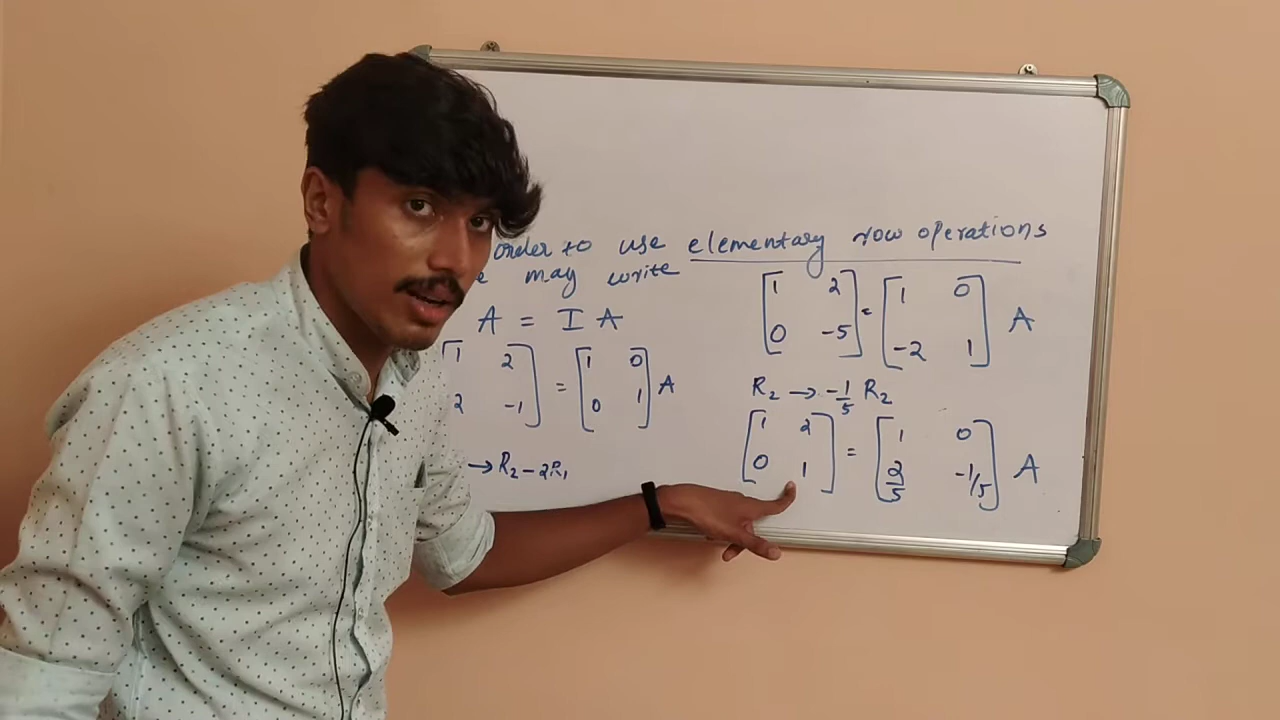 order to use elementary row operations
may write
A = I A
[1 2
2 -1] = [1 0
0 1] A
→ R₂ - 2R₁
[1 2
0 -5] = [1 0
-2 1] A
R₂ → -1/5 R₂
[1 2
0 1] = [1 0
2/5 -1/5] A